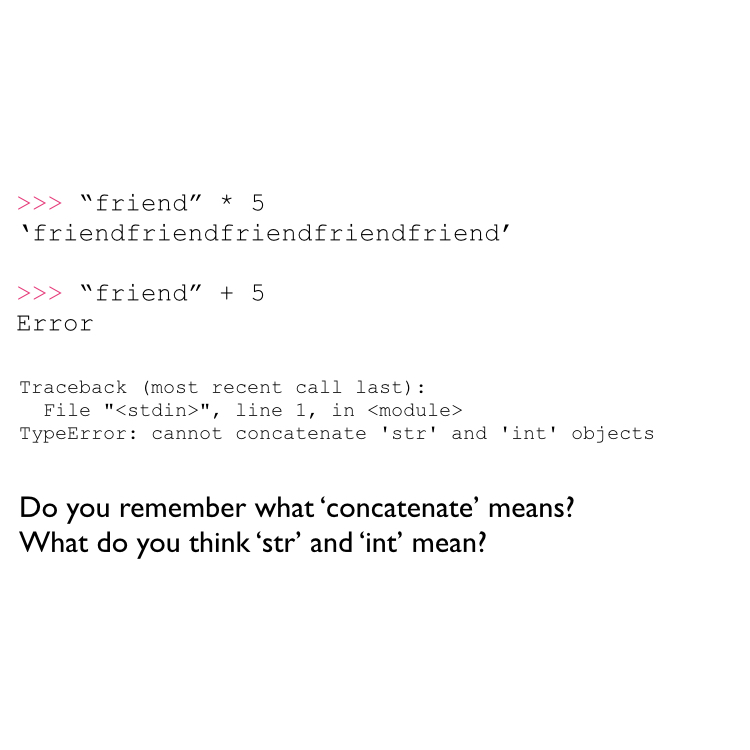 >>> “friend” * 5
‘friendfriendfriendfriendfriend’
>>> “friend” + 5
Error
Traceback (most recent call last):
  File "<stdin>", line 1, in <module>
TypeError: cannot concatenate 'str' and 'int' objects
Do you remember what ‘concatenate’ means?
What do you think ‘str’ and ‘int’ mean?